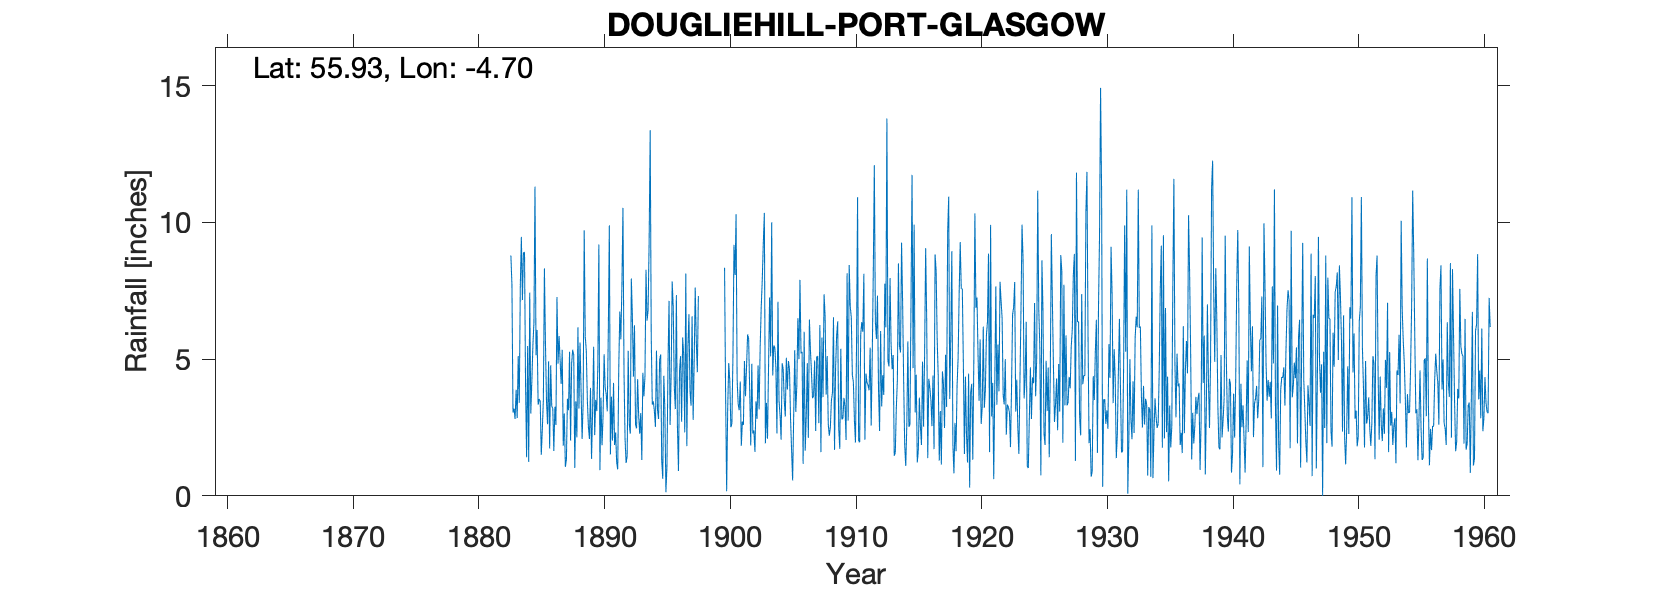 DOUGLIEHILL-PORT-GLASGOW
Lat: 55.93, Lon: -4.70
15
10
5
0
Rainfall [inches]
1860 1870 1880 1890 1900 1910 1920 1930 1940 1950 1960
Year